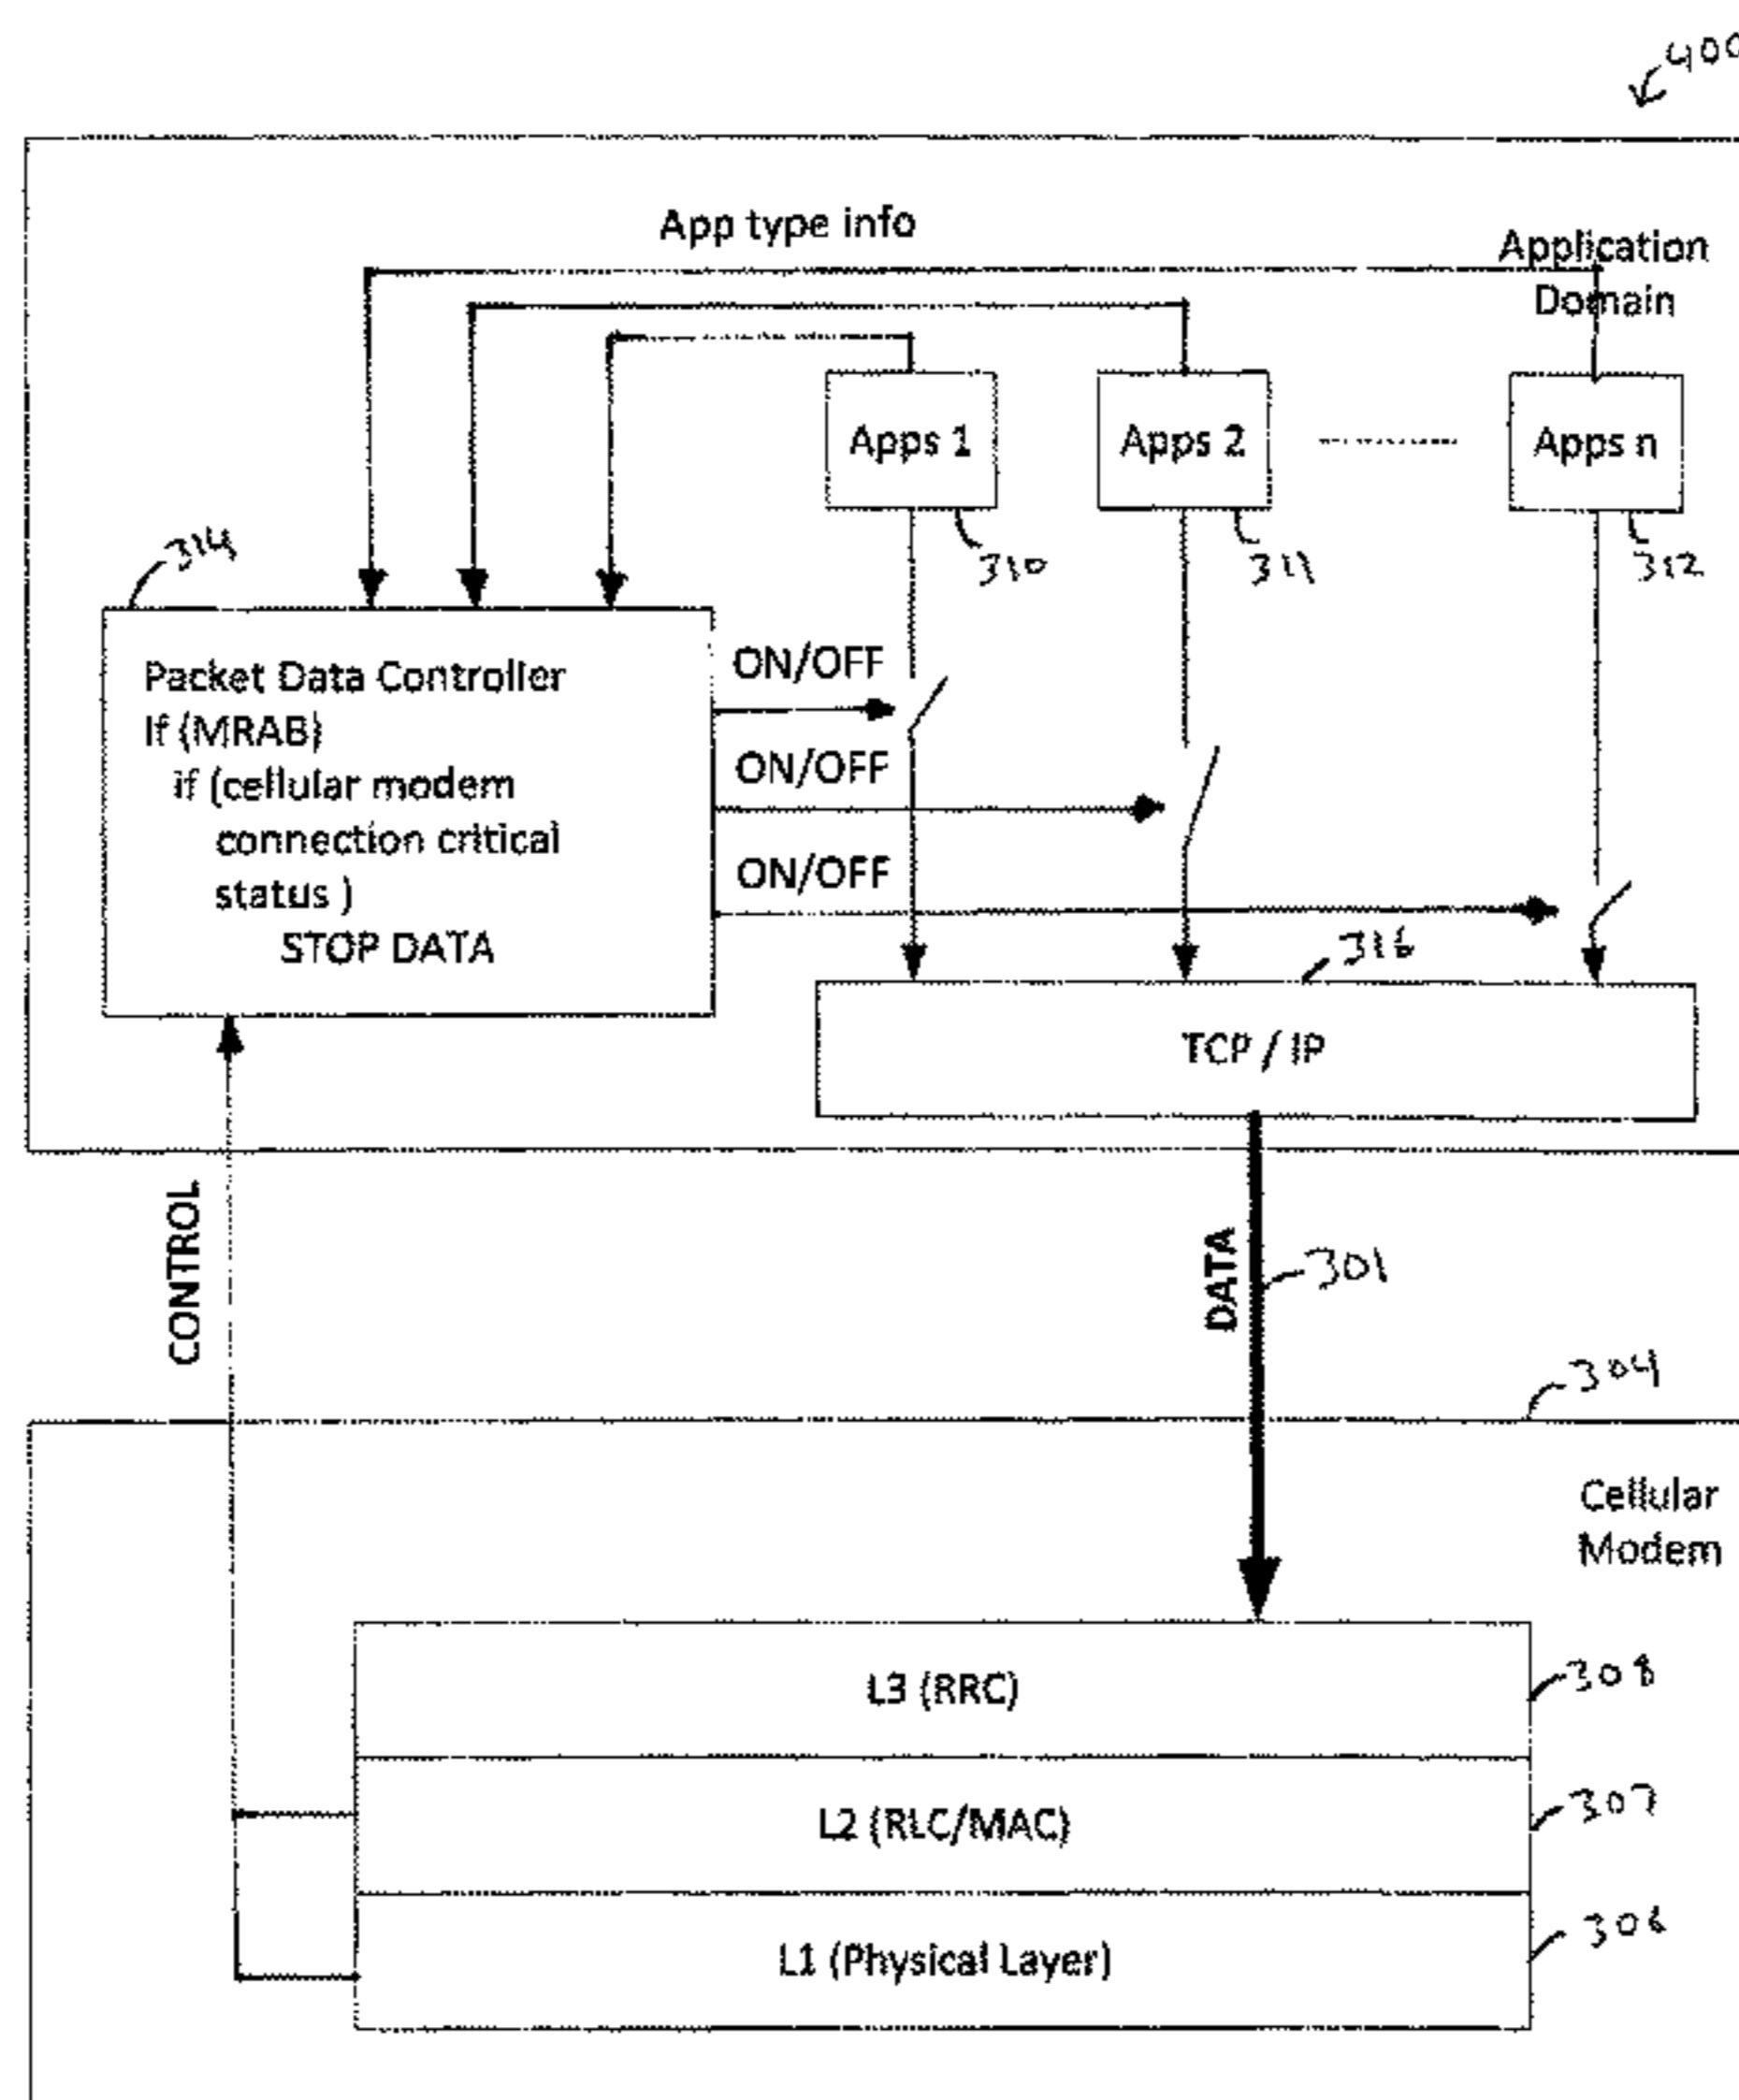 400
App type info
Application
Domain
Apps 1
Apps 2
Apps n
310
311
312
314
Packet Data Controller
If (MRAB)
if (cellular modem
connection critical
status )
STOP DATA
ON/OFF
ON/OFF
ON/OFF
316
TCP / IP
CONTROL
DATA
301
304
Cellular
Modem
L3 (RRC)
308
L2 (RLC/MAC)
307
L1 (Physical Layer)
306